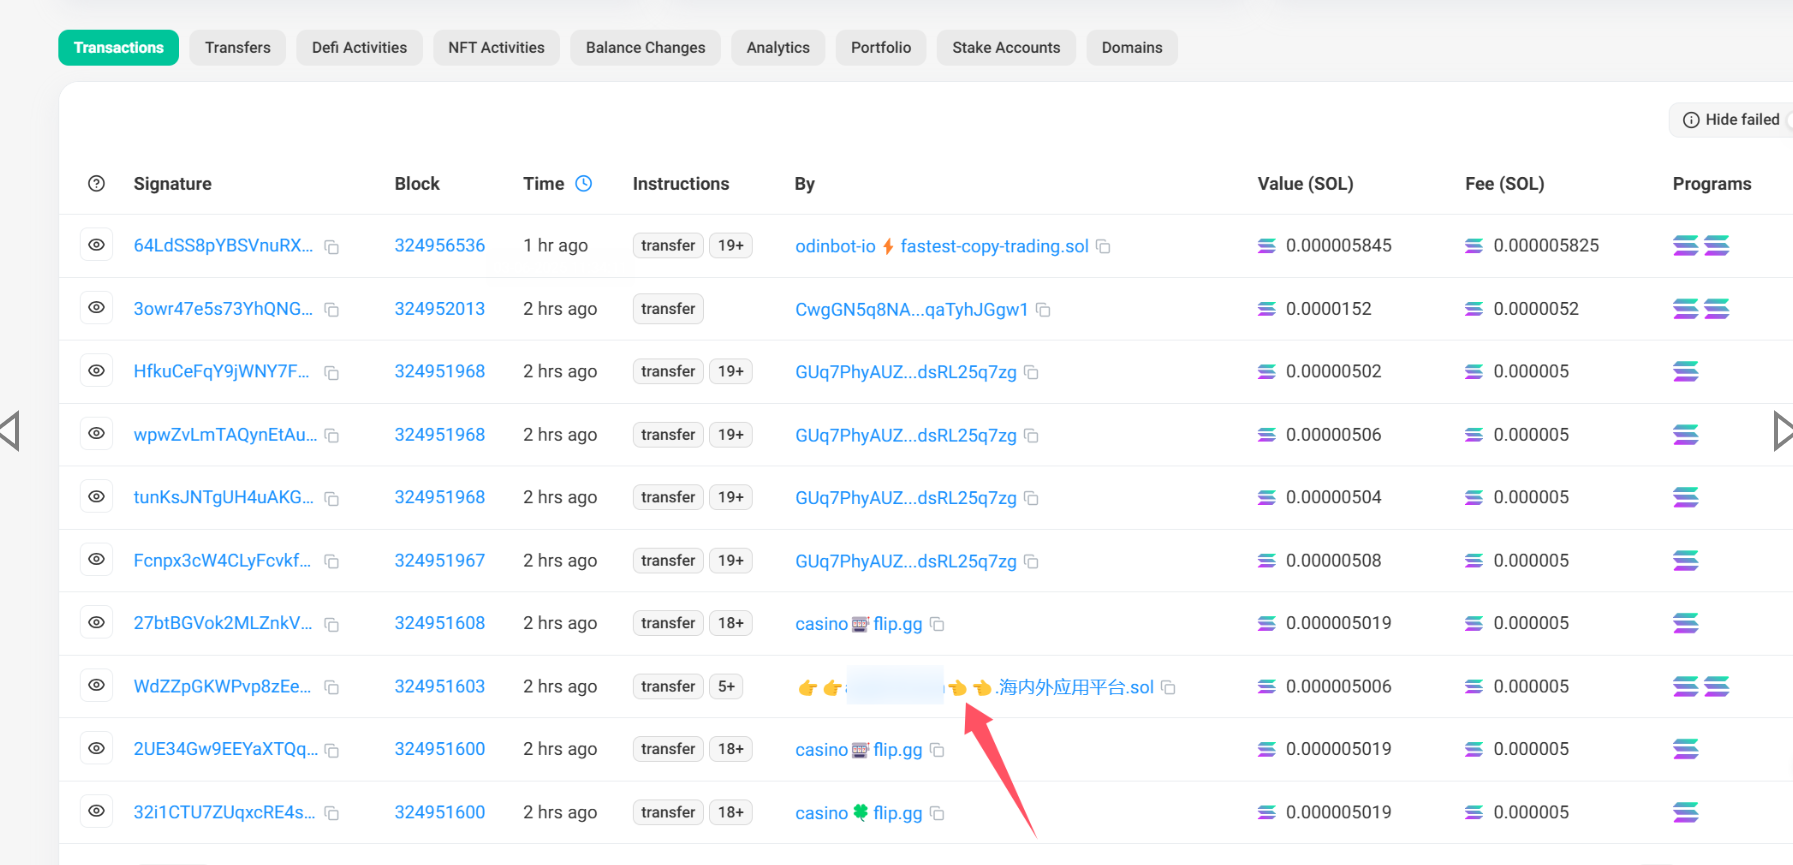 Transactions Transfers Defi Activities NFT Activities Balance Changes Analytics Portfolio Stake Accounts Domains
Hide failed
Signature Block Time Instructions By Value (SOL) Fee (SOL) Programs
64LdSS8pYBSVnuRX... 324956536 1 hr ago transfer 19+ odinbot-io⚡fastest-copy-trading.sol 0.000005845 0.000005825
3owr47e5s73YhQNG... 324952013 2 hrs ago transfer CwgGN5q8NA...qaTyhJGgw1 0.0000152 0.0000052
HfkuCeFqY9jWNY7F... 324951968 2 hrs ago transfer 19+ GUq7PhyAUZ...dsRL25q7zg 0.00000502 0.000005
wpwZvLmTAQynEtAu... 324951968 2 hrs ago transfer 19+ GUq7PhyAUZ...dsRL25q7zg 0.00000506 0.000005
tunKsJNTgUH4uAKG... 324951968 2 hrs ago transfer 19+ GUq7PhyAUZ...dsRL25q7zg 0.00000504 0.000005
Fcnpx3cW4CLyFcvkf... 324951967 2 hrs ago transfer 19+ GUq7PhyAUZ...dsRL25q7zg 0.00000508 0.000005
27btBGVok2MLZnkV... 324951608 2 hrs ago transfer 18+ casino🎰flip.gg 0.000005019 0.000005
WdZZpGKWPvp8zEe... 324951603 2 hrs ago transfer 5+ 👉👉 👈👈.海内外应用平台.sol 0.000005006 0.000005
2UE34Gw9EEYaXTQq... 324951600 2 hrs ago transfer 18+ casino🎰flip.gg 0.000005019 0.000005
32i1CTU7ZUqxcRE4s... 324951600 2 hrs ago transfer 18+ casino🍀flip.gg 0.000005019 0.000005